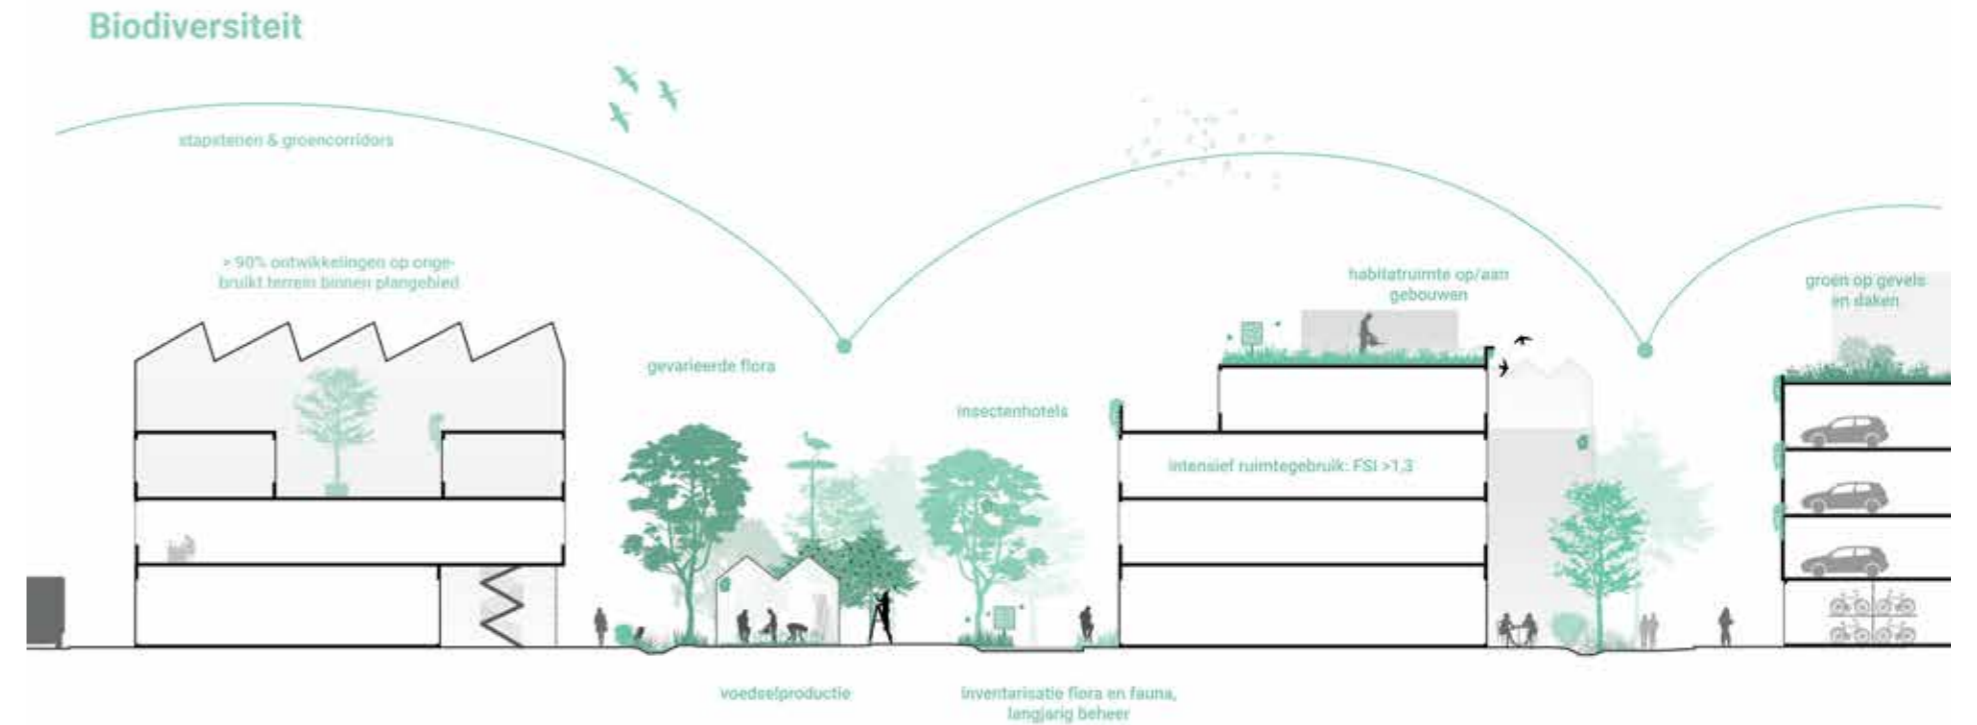 Biodiversiteit
stapstenen & groencorridors
> 90% ontwikkelingen op onge-
bruikt terrein binnen plangebied
habitatruimte op/aan
gebouwen
groen op gevels
en daken
gevarieerde flora
insectenhotels
intensief ruimtegebruik: FSI >1,3
voedselproductie
inventarisatie flora en fauna,
langjarig beheer